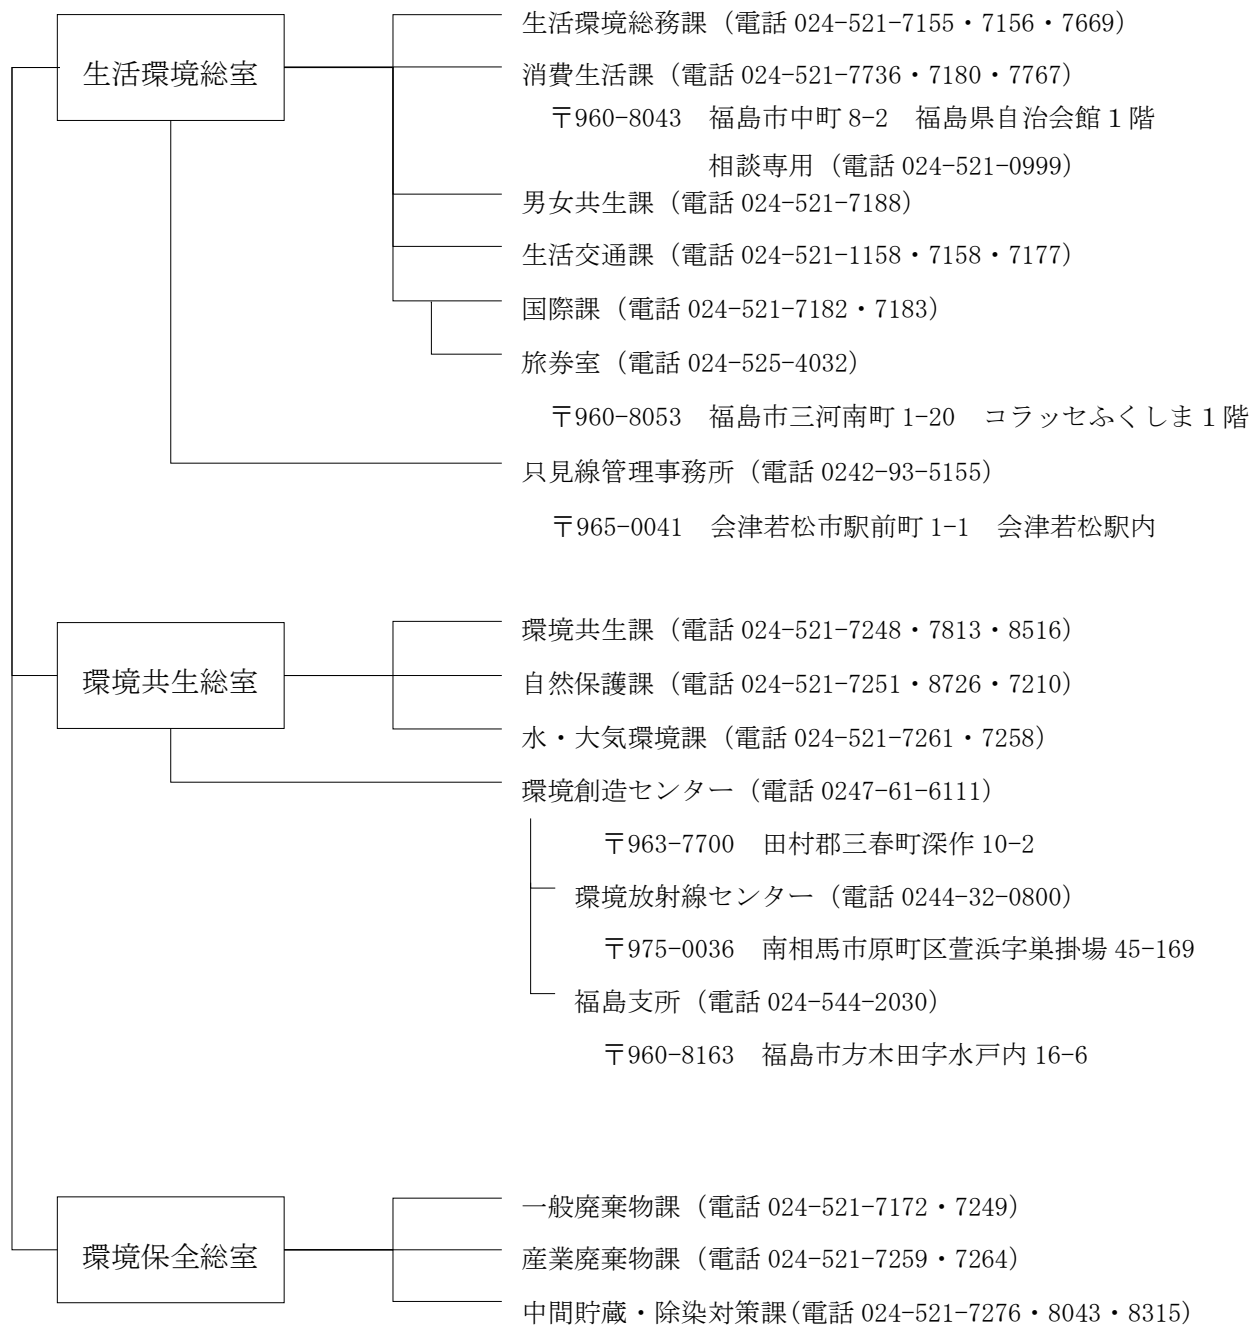 生活環境総室
生活環境総務課（電話 024-521-7155・7156・7669）
消費生活課（電話 024-521-7736・7180・7767）
〒960-8043　福島市中町 8-2　福島県自治会館 1 階
相談専用（電話 024-521-0999）
男女共生課（電話 024-521-7188）
生活交通課（電話 024-521-1158・7158・7177）
国際課（電話 024-521-7182・7183）
旅券室（電話 024-525-4032）
〒960-8053　福島市三河南町 1-20　コラッセふくしま 1 階
只見線管理事務所（電話 0242-93-5155）
〒965-0041　会津若松市駅前町 1-1　会津若松駅内
環境共生総室
環境共生課（電話 024-521-7248・7813・8516）
自然保護課（電話 024-521-7251・8726・7210）
水・大気環境課（電話 024-521-7261・7258）
環境創造センター（電話 0247-61-6111）
〒963-7700　田村郡三春町深作 10-2
環境放射線センター（電話 0244-32-0800）
〒975-0036　南相馬市原町区萱浜字巣掛場 45-169
福島支所（電話 024-544-2030）
〒960-8163　福島市方木田字水戸内 16-6
環境保全総室
一般廃棄物課（電話 024-521-7172・7249）
産業廃棄物課（電話 024-521-7259・7264）
中間貯蔵・除染対策課(電話 024-521-7276・8043・8315)